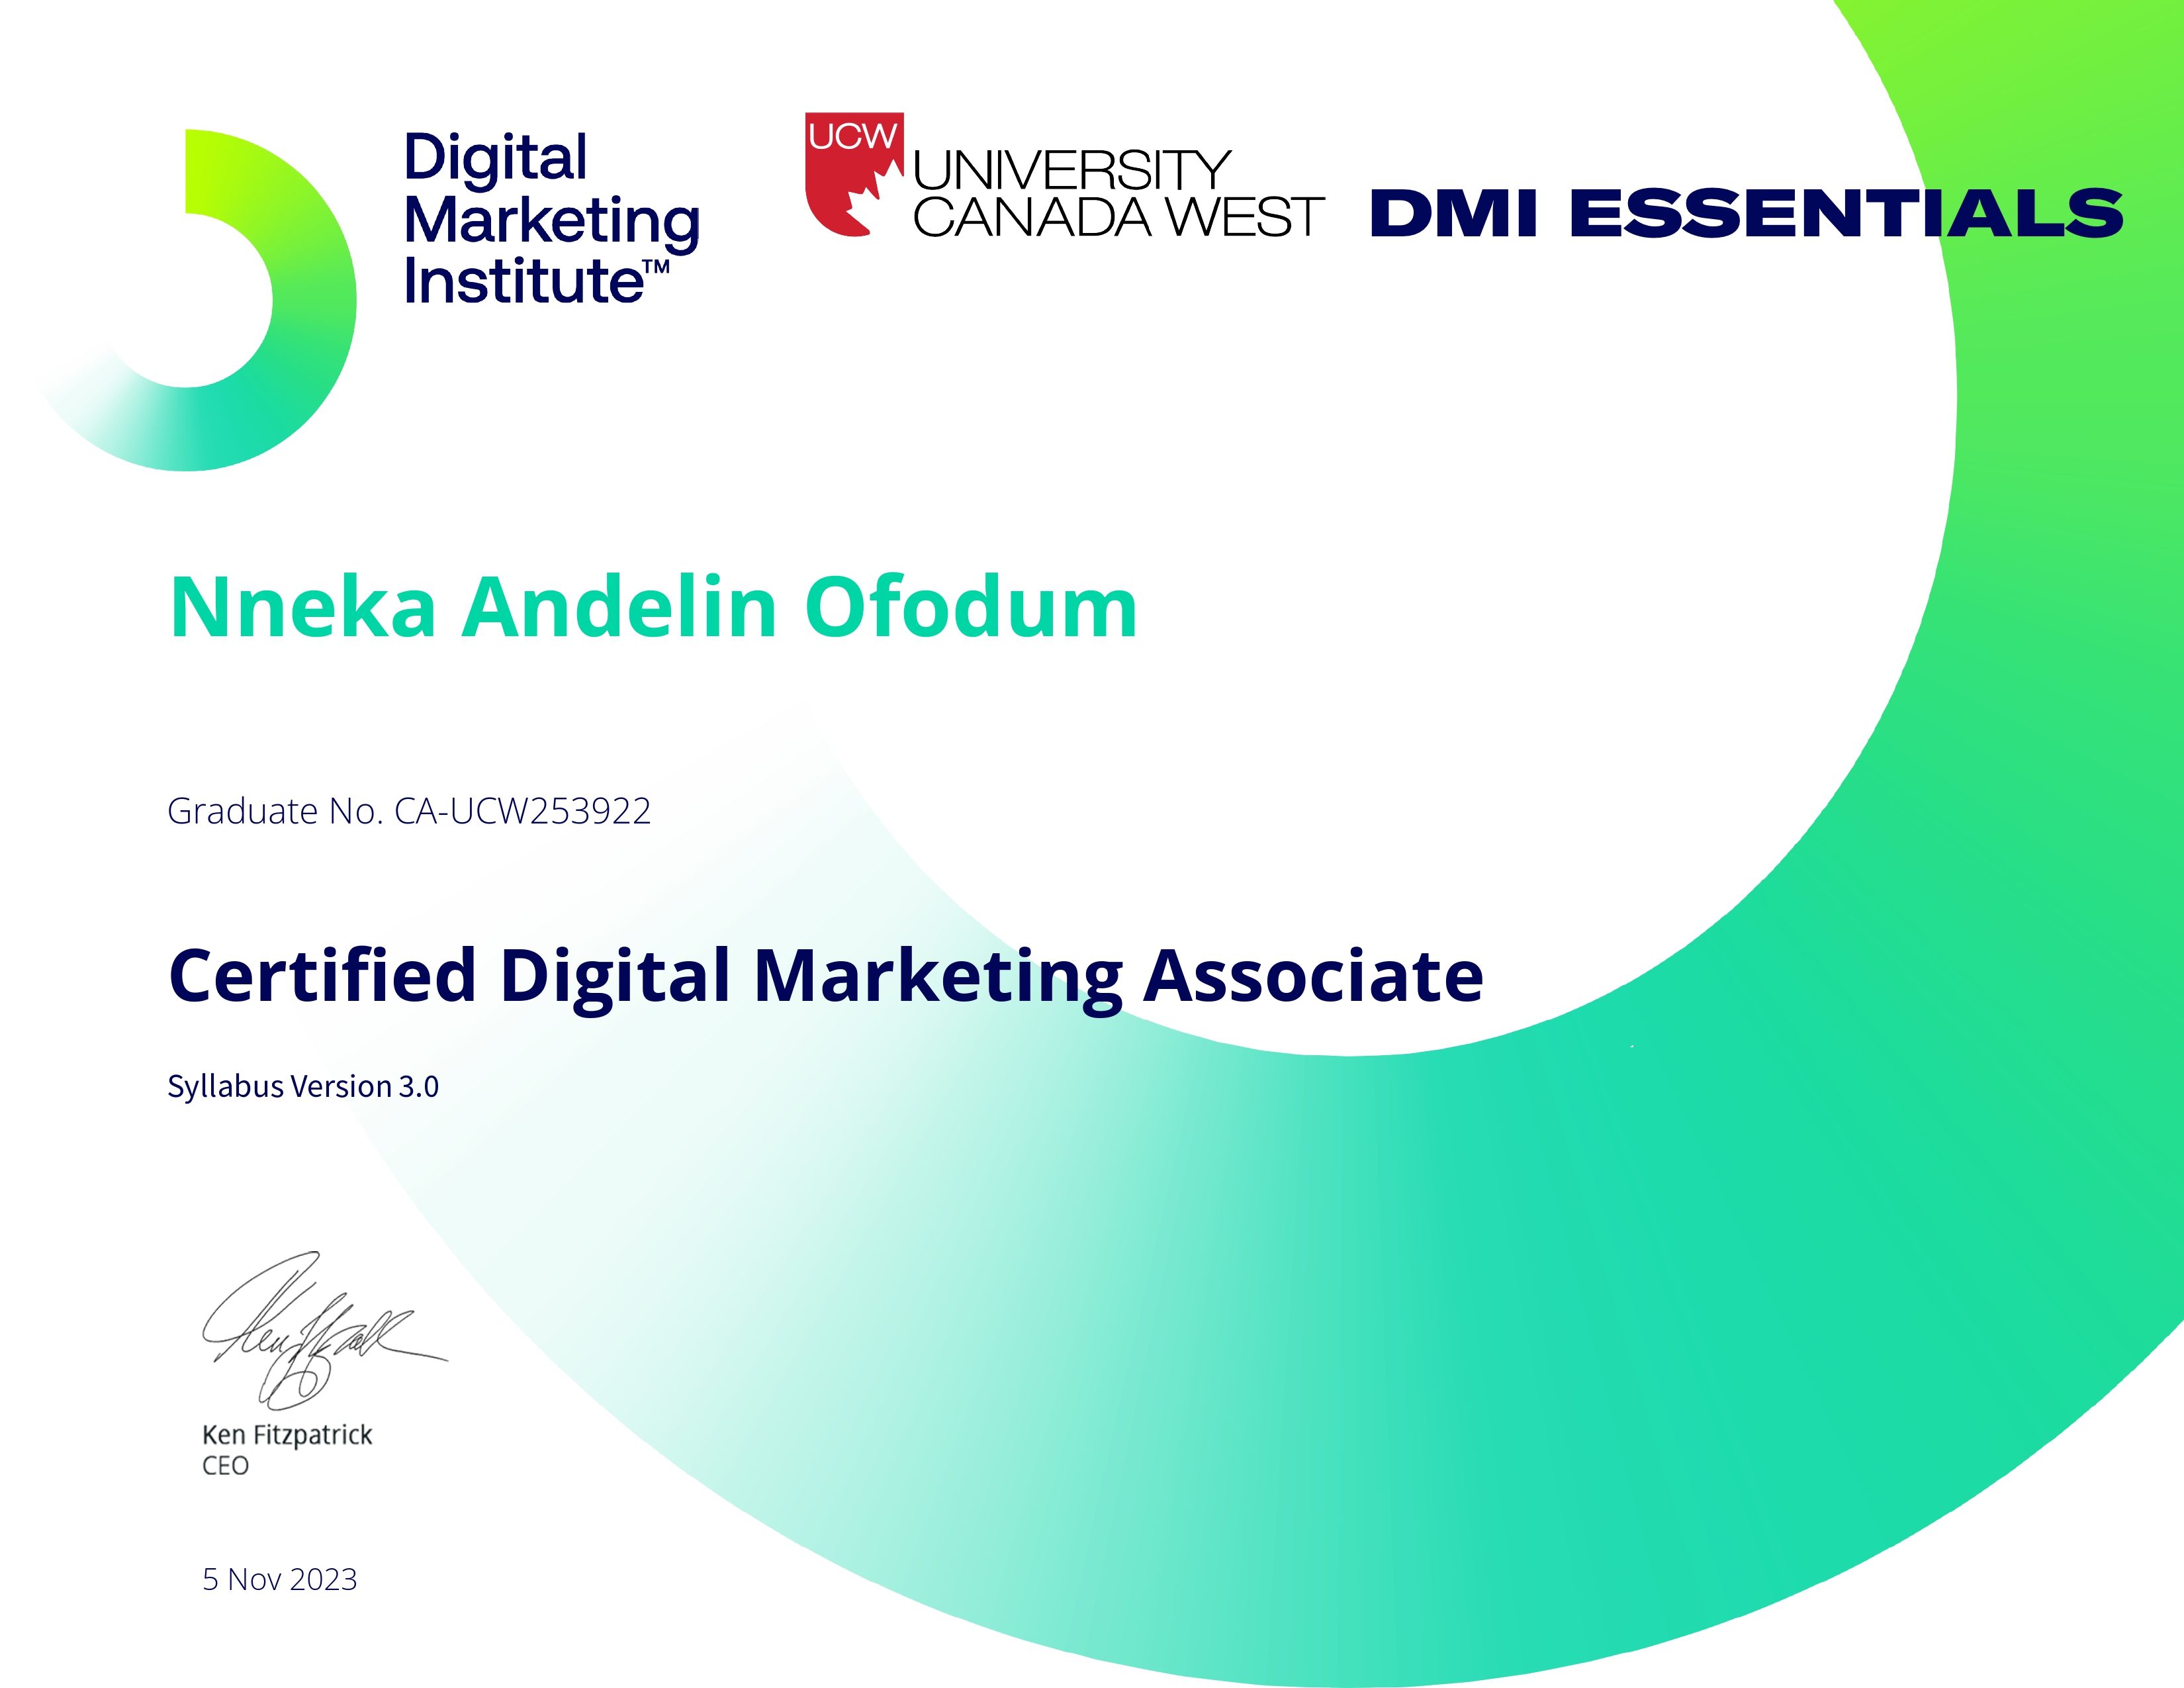 Digital
Marketing
Institute™
UCW
UNIVERSITY
CANADA WEST
DMI ESSENTIALS
Nneka Andelin Ofodum
Graduate No. CA-UCW253922
Certified Digital Marketing Associate
Syllabus Version 3.0
Ken Fitzpatrick
CEO
5 Nov 2023